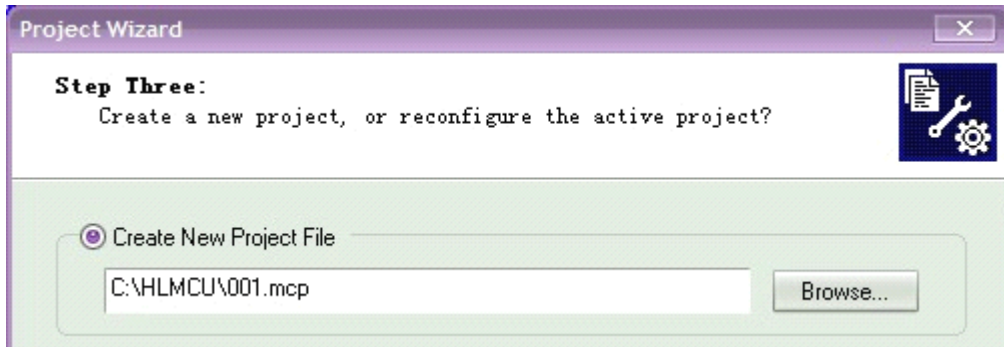 Project Wizard
Step Three:
Create a new project, or reconfigure the active project?
Create New Project File
C:\HLMCU\001.mcp
Browse...